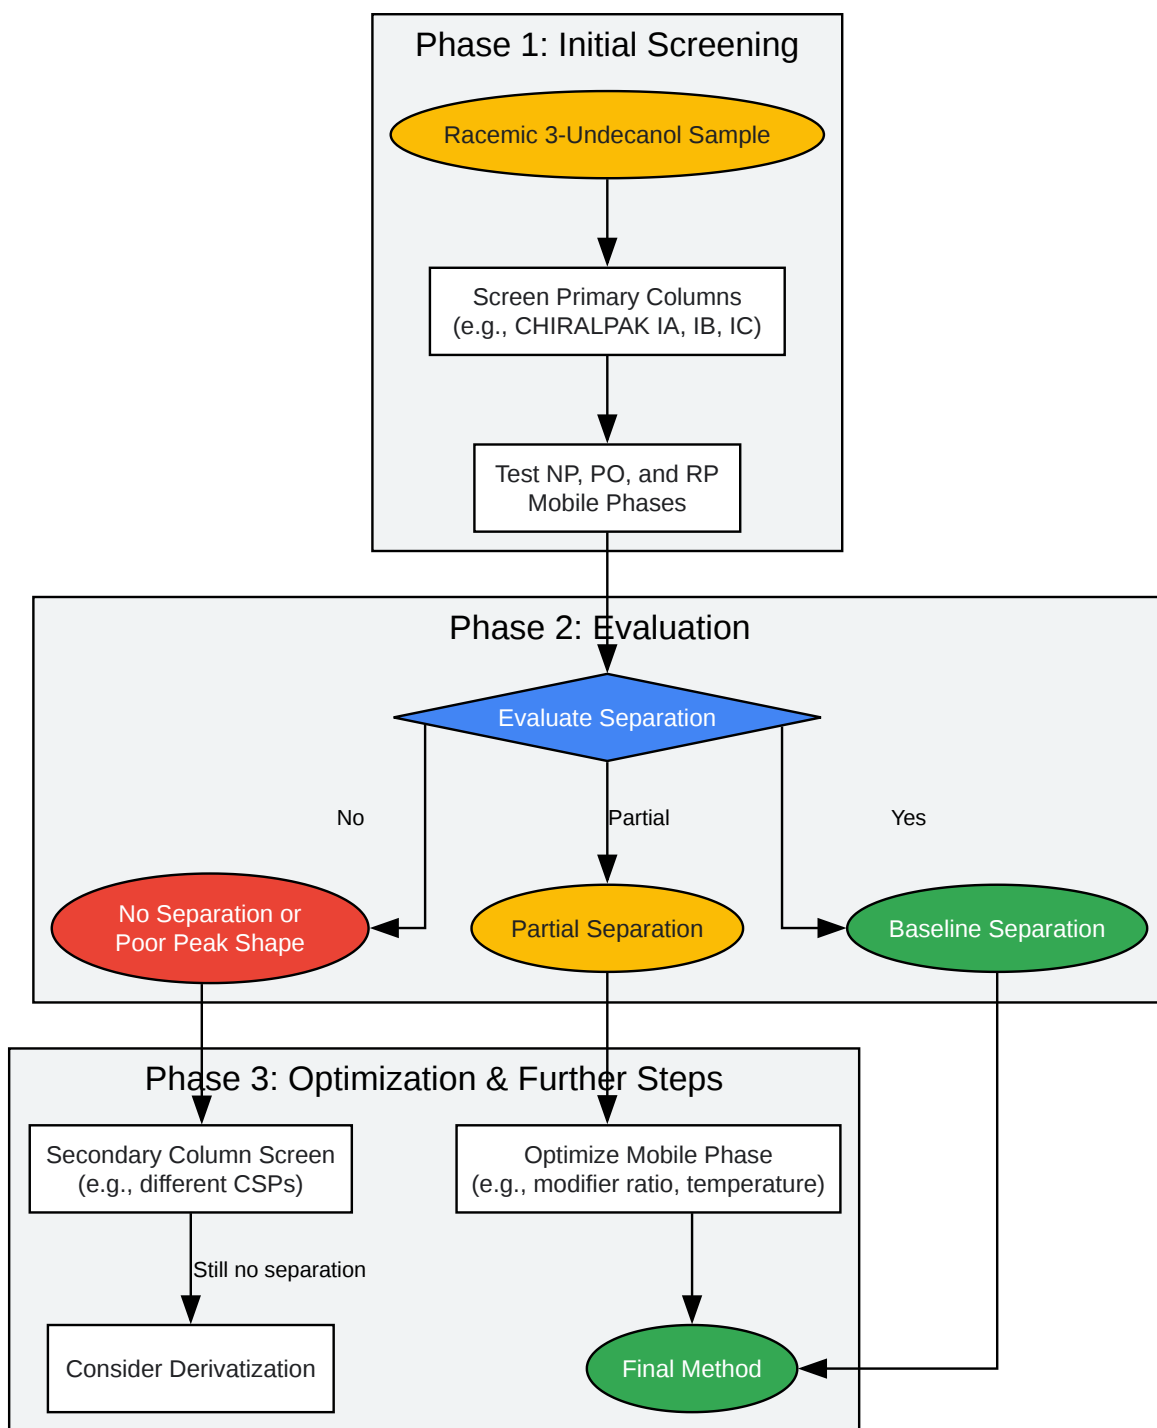 Phase 1: Initial Screening
Racemic 3-Undecanol Sample
Screen Primary Columns
(e.g., CHIRALPAK IA, IB, IC)
Test NP, PO, and RP
Mobile Phases
Phase 2: Evaluation
Evaluate Separation
No
Partial
Yes
No Separation or
Poor Peak Shape
Partial Separation
Baseline Separation
Phase 3: Optimization & Further Steps
Secondary Column Screen
(e.g., different CSPs)
Optimize Mobile Phase
(e.g., modifier ratio, temperature)
Still no separation
Consider Derivatization
Final Method